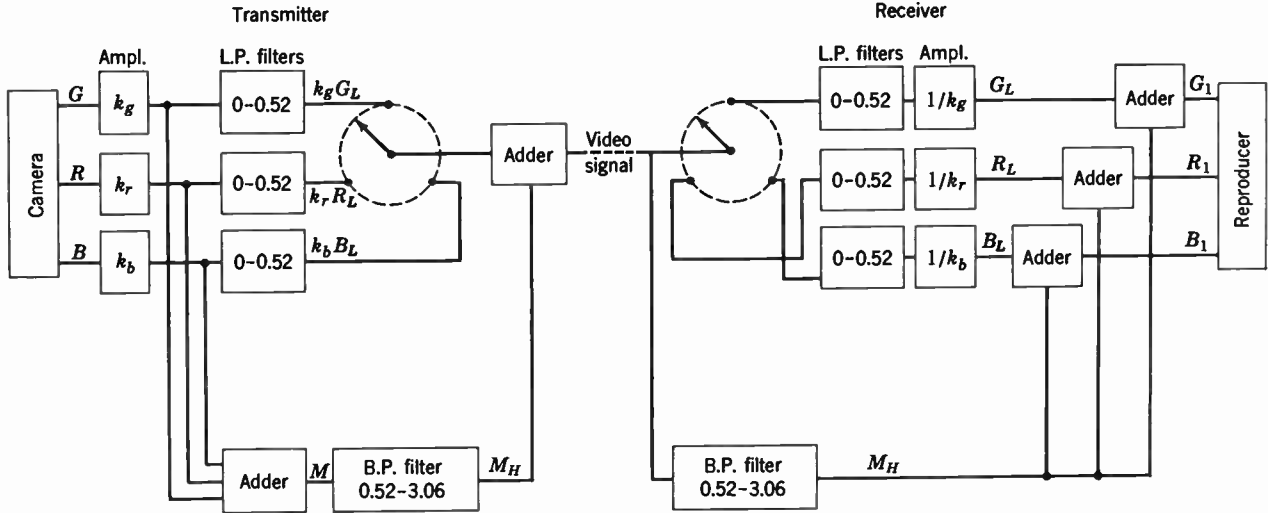 Transmitter
Receiver
Ampl.
L.P. filters
L.P. filters
Ampl.
Camera
G
k_g
0–0.52
k_gG_L
R
k_r
0–0.52
k_rR_L
B
k_b
0–0.52
k_bB_L
Adder
Video
signal
0–0.52
1/k_g
G_L
Adder
G_1
0–0.52
1/k_r
R_L
Adder
R_1
0–0.52
1/k_b
B_L
Adder
B_1
Reproducer
Adder
M
B.P. filter
0.52–3.06
M_H
B.P. filter
0.52–3.06
M_H